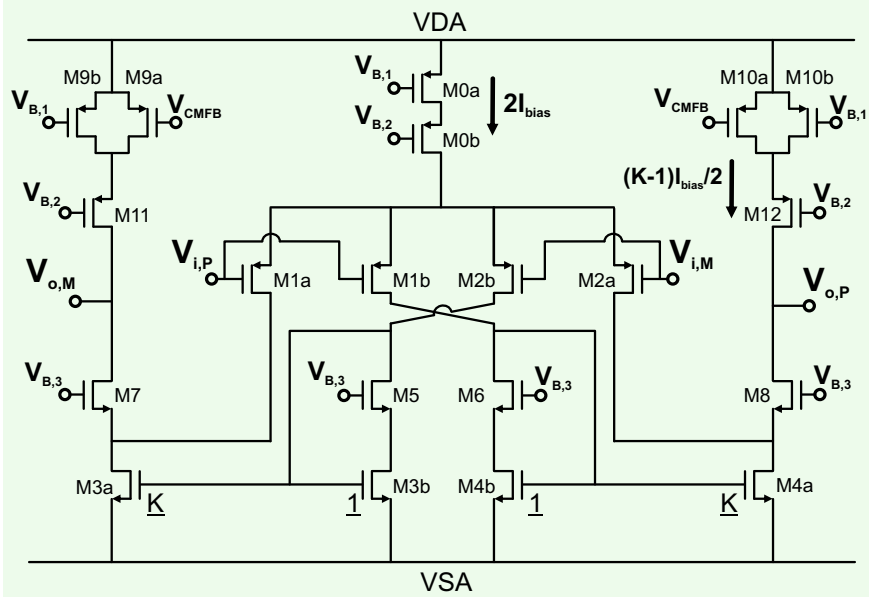 VDA
M9b M9a
V_B,1
V_CMFB
V_B,1
M0a
2I_bias
V_B,2
M0b
M10a M10b
V_CMFB
V_B,1
(K-1)I_bias/2
V_B,2
M11
M12
V_B,2
V_i,P
M1a
M1b
M2b
M2a
V_i,M
V_o,M
V_o,P
V_B,3
M7
V_B,3
M5
M6
V_B,3
M8
V_B,3
M3a
K
1
M3b
M4b
1
K
M4a
VSA